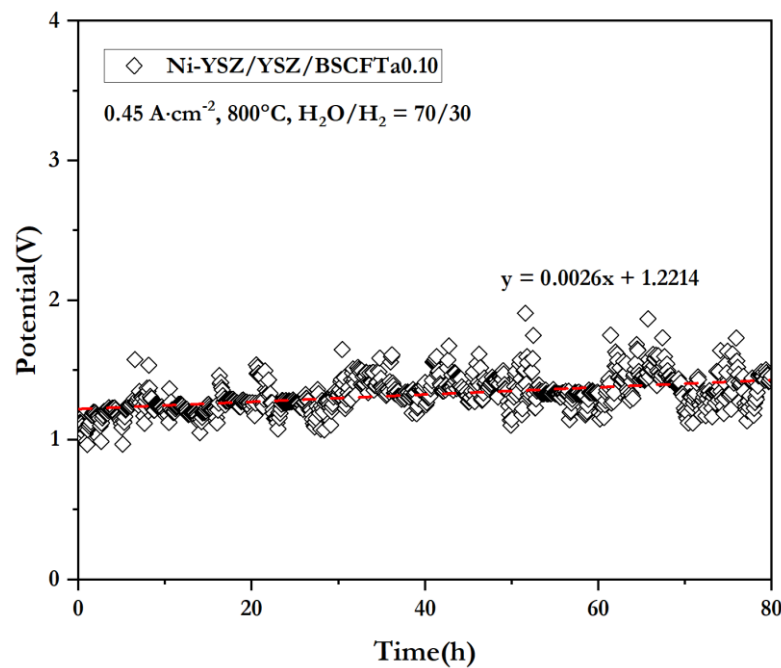 Ni-YSZ/YSZ/BSCFTa0.10
0.45 A·cm⁻², 800°C, H₂O/H₂ = 70/30
y = 0.0026x + 1.2214
Potential(V)
4
3
2
1
0
0 20 40 60 80
Time(h)